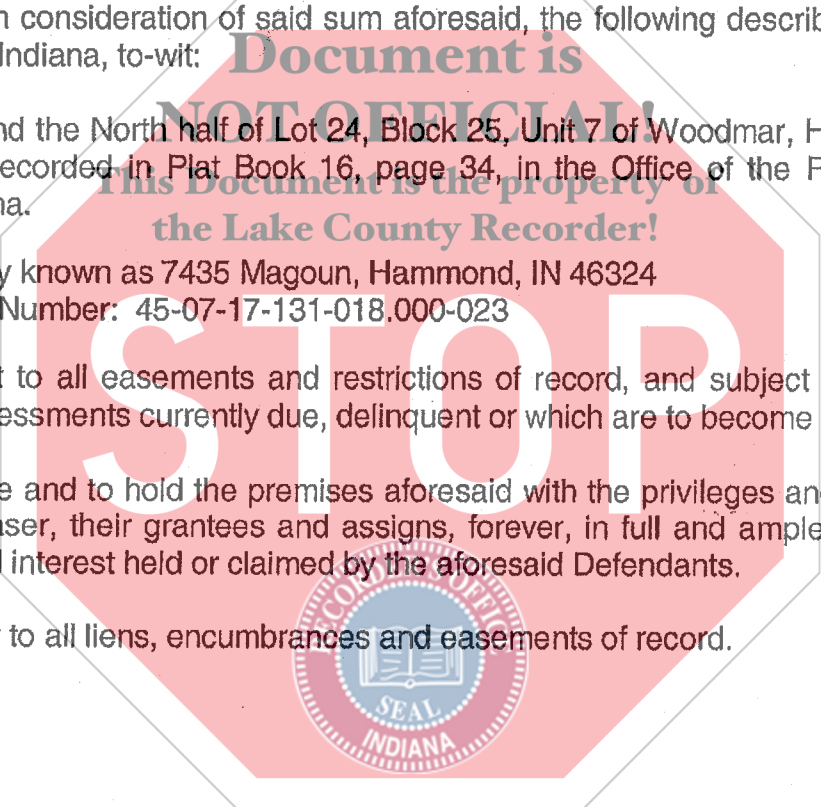 n consideration of said sum aforesaid, the following describ
Indiana, to-wit:
Document is
NOT OFFICIAL!
nd the North half of Lot 24, Block 25, Unit 7 of Woodmar, H
ecorded in Plat Book 16, page 34, in the Office of the
This Document is the property of
na.
the Lake County Recorder!
y known as 7435 Magoun, Hammond, IN 46324
Number: 45-07-17-131-018.000-023
STOP
t to all easements and restrictions of record, and subject
essments currently due, delinquent or which are to become
e and to hold the premises aforesaid with the privileges an
aser, their grantees and assigns, forever, in full and ample
l interest held or claimed by the aforesaid Defendants.
RECORDER'S OFFICE
to all liens, encumbrances and easements of record.
SEAL
INDIANA